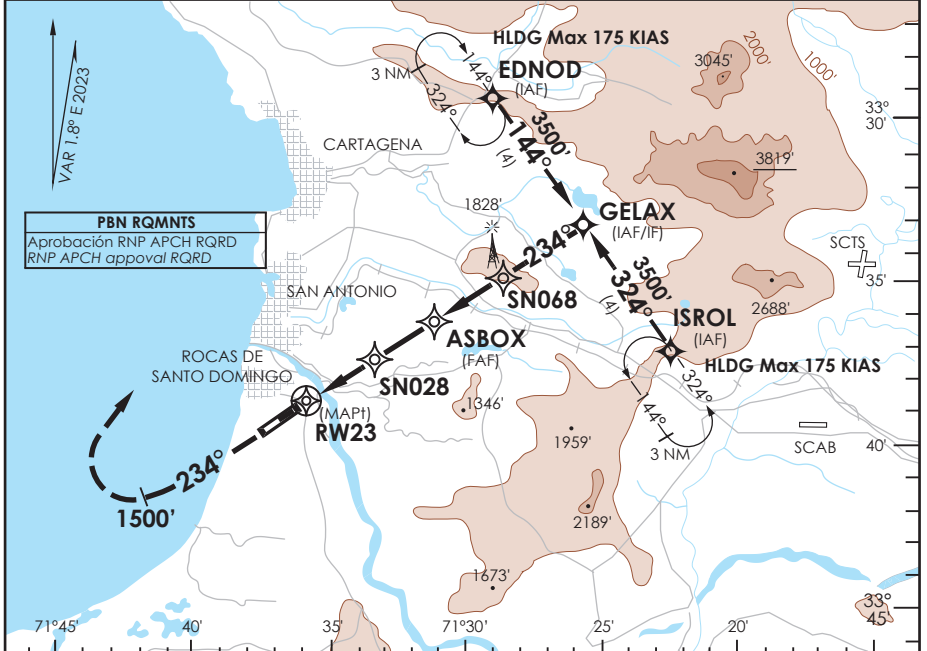 HLDG Max 175 KIAS
2000'
1000'
3 NM
144°
324°
EDNOD
(IAF)
3045'
VAR 1.8° E 2023
33°
30'
CARTAGENA
3500'
144°
(4)
3819'
1828'
GELAX
(IAF/IF)
PBN RQMNTS
Aprobación RNP APCH RQRD
RNP APCH appoval RQRD
234°
SCTS
35'
3500'
324°
(4)
SN068
SAN ANTONIO
2688'
ISROL
(IAF)
ASBOX
(FAF)
HLDG Max 175 KIAS
ROCAS DE
SANTO DOMINGO
SN028
324°
144°
3 NM
(MAPt)
RW23
1346'
1959'
SCAB
40'
234°
1500'
2189'
1673'
33°
45'
71°45'
35'
71°30'
25'
20'